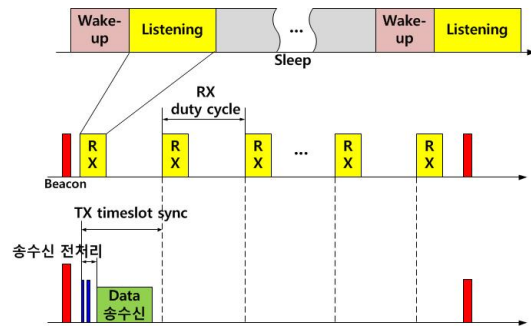 Wake-
up
Listening
...
Wake-
up
Listening
Sleep
RX
duty cycle
R
X
R
X
R
X
...
R
X
R
X
Beacon
TX timeslot sync
송수신 전처리
Data
송수신